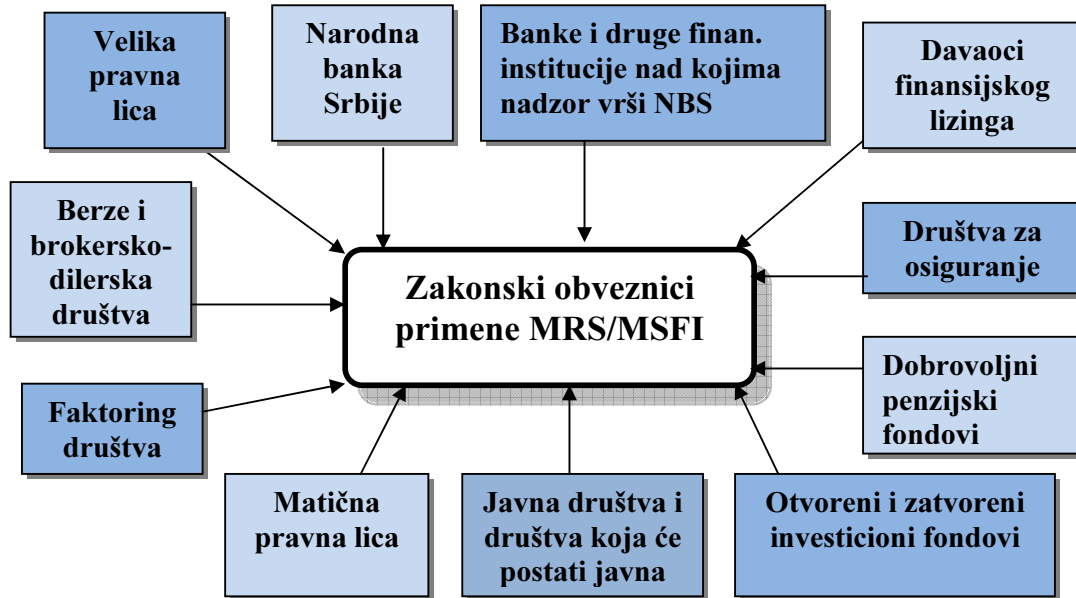 Velika
pravna
lica
Narodna
banka
Srbije
Banke i druge finan.
institucije nad kojima
nadzor vrši NBS
Davaoci
finansijskog
lizinga
Berze i
brokersko-
dilerska
društva
Zakonski obveznici
primene MRS/MSFI
Društva za
osiguranje
Faktoring
društva
Dobrovoljni
penzijski
fondovi
Matična
pravna lica
Javna društva i
društva koja će
postati javna
Otvoreni i zatvoreni
investicioni fondovi